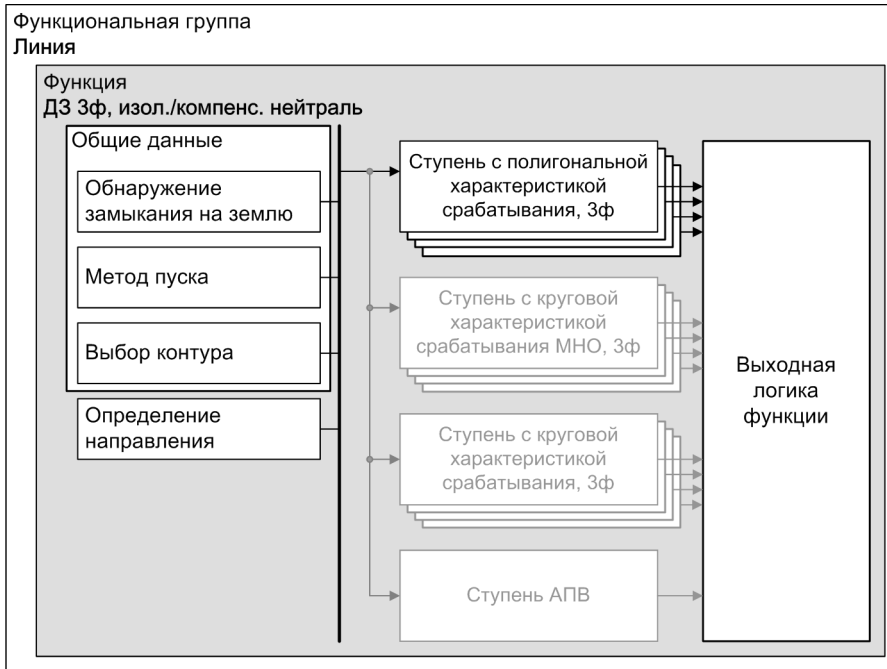 Функциональная группа
Линия
Функция
ДЗ 3ф, изол./компенс. нейтраль
Общие данные
Обнаружение
замыкания на землю
Метод пуска
Выбор контура
Определение
направления
Ступень с полигональной
характеристикой
срабатывания, 3ф
Ступень с круговой
характеристикой
срабатывания МНО, 3ф
Ступень с круговой
характеристикой
срабатывания, 3ф
Ступень АПВ
Выходная
логика
функции